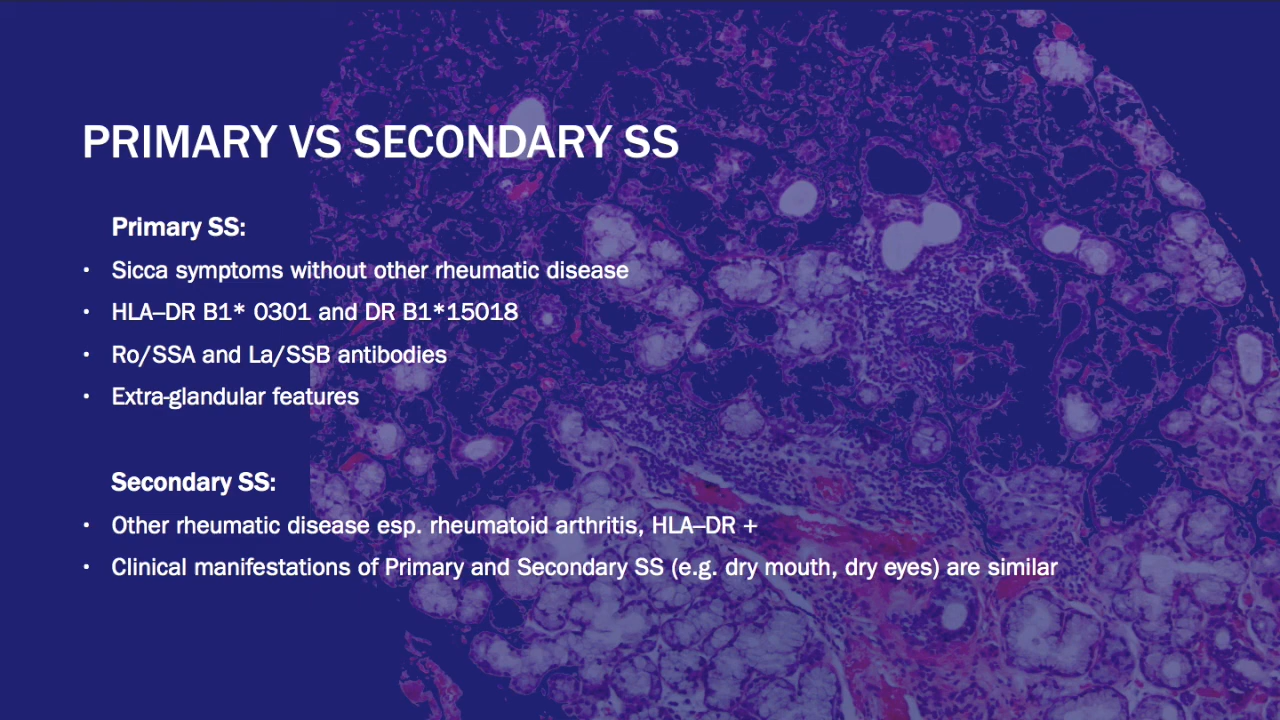 PRIMARY VS SECONDARY SS
Primary SS:
• Sicca symptoms without other rheumatic disease
• HLA–DR B1* 0301 and DR B1*15018
• Ro/SSA and La/SSB antibodies
• Extra-glandular features
Secondary SS:
• Other rheumatic disease esp. rheumatoid arthritis, HLA–DR +
• Clinical manifestations of Primary and Secondary SS (e.g. dry mouth, dry eyes) are similar